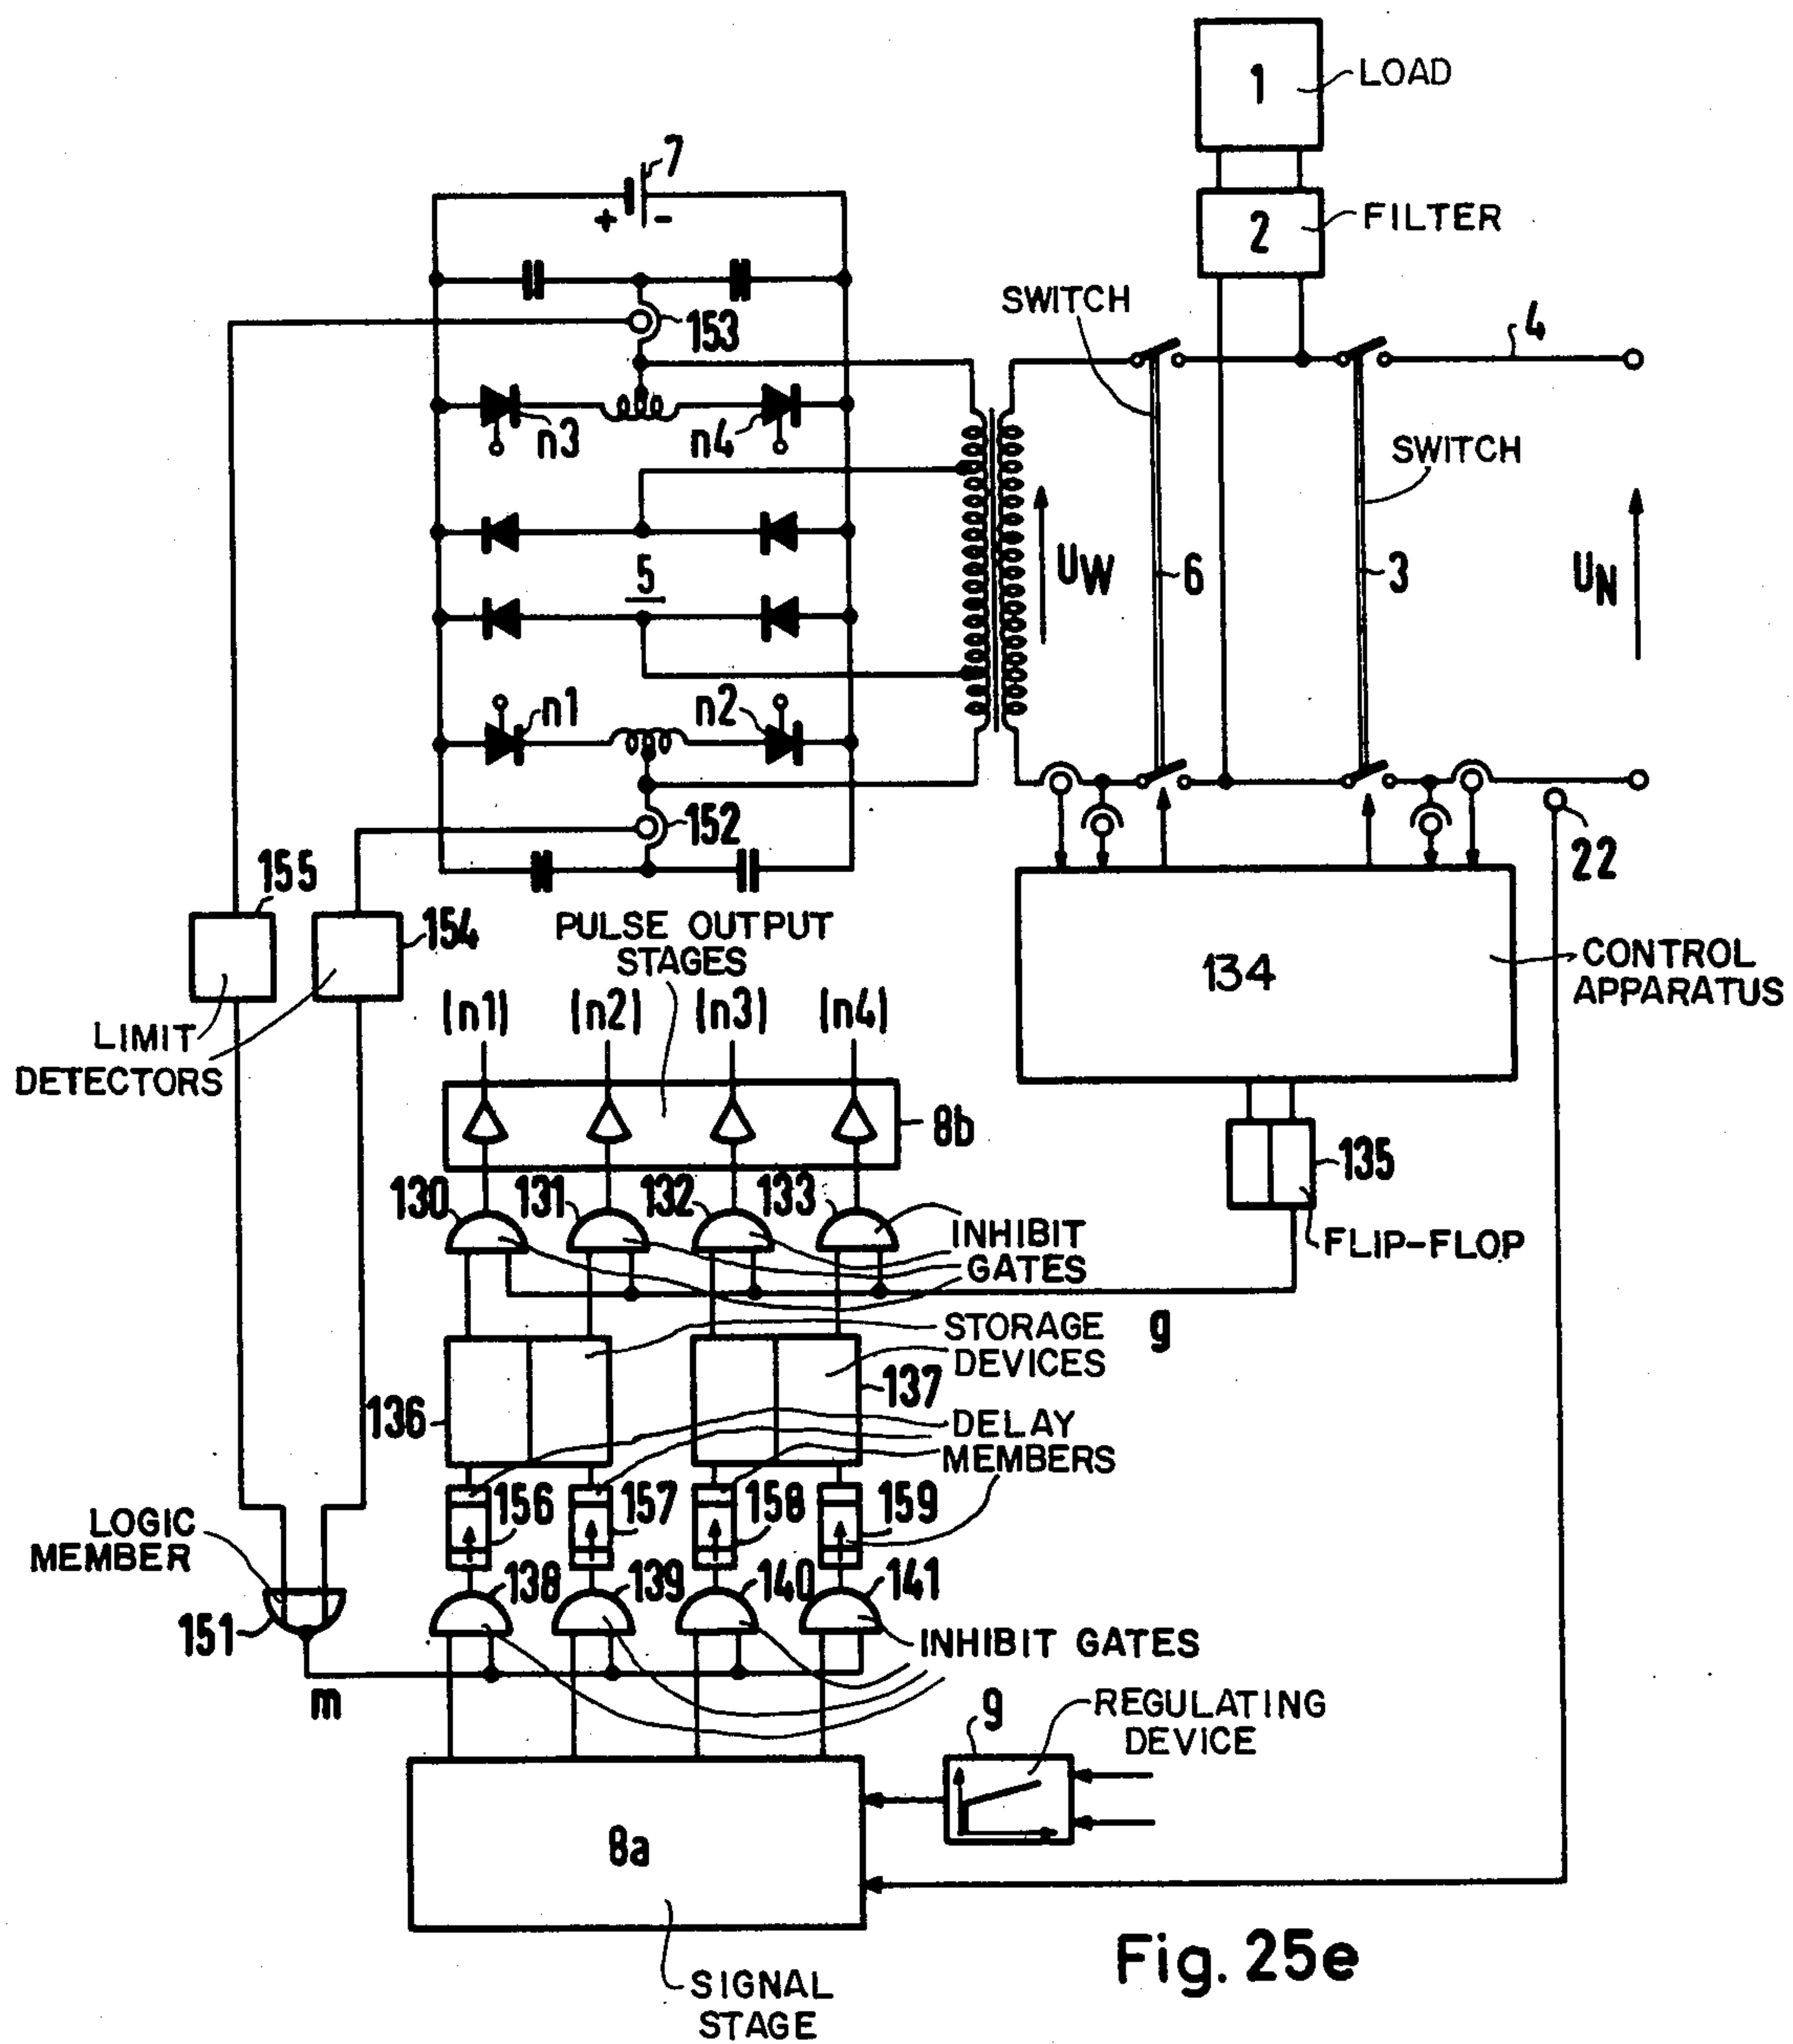 1
LOAD
7
+ -
2
FILTER
SWITCH
153
4
n3
n4
SWITCH
5
UW
6
3
UN
n1
n2
152
22
155
154
PULSE OUTPUT
STAGES
134
CONTROL
APPARATUS
(n1) (n2) (n3) (n4)
LIMIT
DETECTORS
8b
135
130 131 132 133
INHIBIT
GATES
FLIP-FLOP
g
STORAGE
DEVICES
136
137
DELAY
MEMBERS
156 157 158 159
LOGIC
MEMBER
138 139 140 141
151
INHIBIT GATES
m
9
REGULATING
DEVICE
8a
SIGNAL
STAGE
Fig. 25e